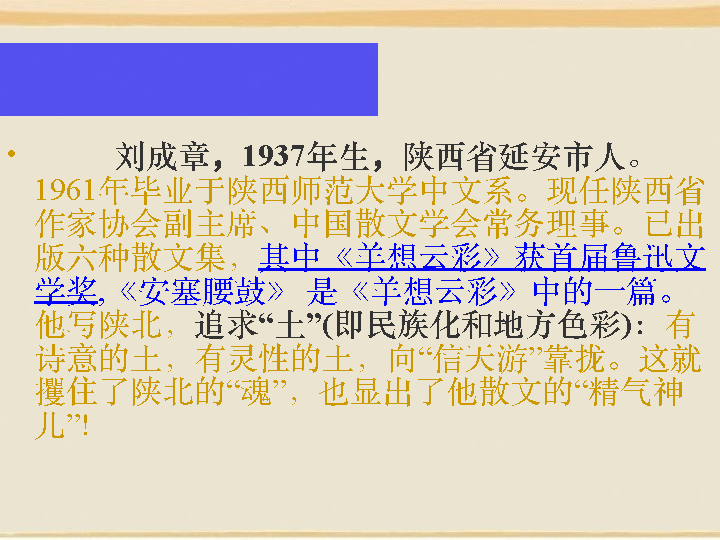 • 刘成章，1937年生，陕西省延安市人。
1961年毕业于陕西师范大学中文系。现任陕西省
作家协会副主席、中国散文学会常务理事。已出
版六种散文集，其中《羊想云彩》获首届鲁迅文
学奖,《安塞腰鼓》 是《羊想云彩》中的一篇。
他写陕北，追求“土”(即民族化和地方色彩)：有
诗意的土，有灵性的土，向“信天游”靠拢。这就
攫住了陕北的“魂”，也显出了他散文的“精气神
儿”!